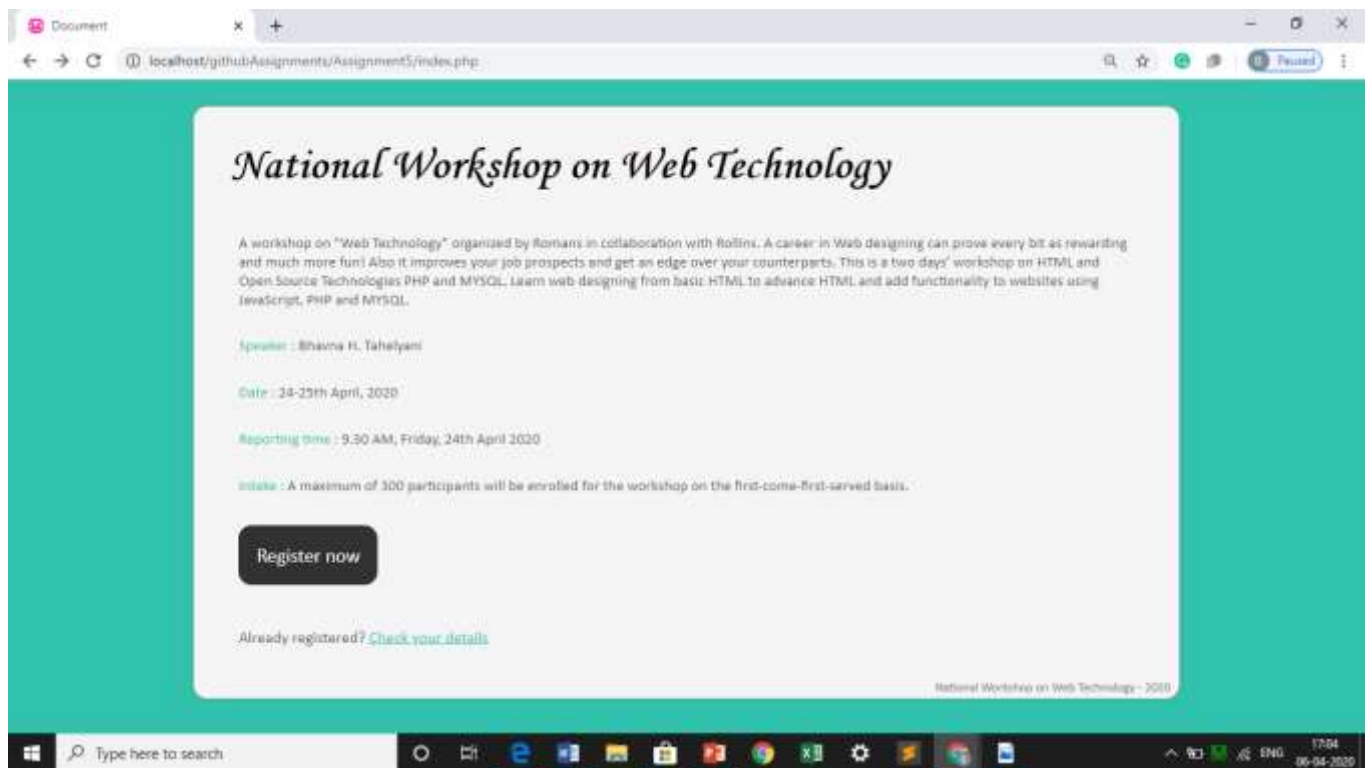 Document
localhost/githubAssignments/Assignment5/index.php
Paused
National Workshop on Web Technology
A workshop on "Web Technology" organized by Romans in collaboration with Rollins. A career in Web designing can prove every bit as rewarding
and much more fun! Also it improves your job prospects and get an edge over your counterparts. This is a two days' workshop on HTML and
Open Source Technologies PHP and MYSQL. Learn web designing from basic HTML to advance HTML and add functionality to websites using
JavaScript, PHP and MYSQL.
Speaker : Bhavna H. Tahelyani
Date : 24-25th April, 2020
Reporting time : 9.30 AM, Friday, 24th April 2020
Intake : A maximum of 300 participants will be enrolled for the workshop on the first-come-first-served basis.
Register now
Already registered? Check your details
National Workshop on Web Technology - 2020
Type here to search
ENG
17:04
06-04-2020